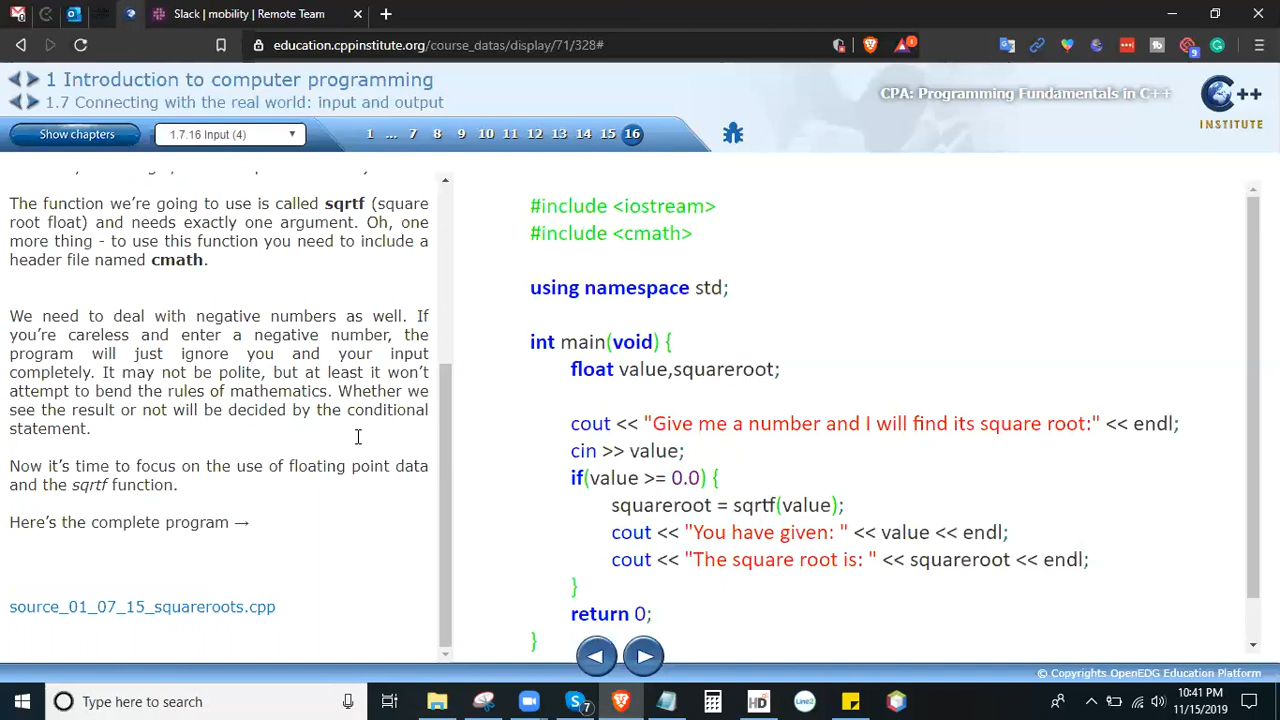 Slack | mobility | Remote Team
education.cppinstitute.org/course_datas/display/71/328#
1 Introduction to computer programming
1.7 Connecting with the real world: input and output
CPA: Programming Fundamentals in C++
++
INSTITUTE
Show chapters
1.7.16 Input (4)
1 ... 7 8 9 10 11 12 13 14 15 16
The function we're going to use is called sqrtf (square
root float) and needs exactly one argument. Oh, one
more thing - to use this function you need to include a
header file named cmath.
We need to deal with negative numbers as well. If
you're careless and enter a negative number, the
program will just ignore you and your input
completely. It may not be polite, but at least it won't
attempt to bend the rules of mathematics. Whether we
see the result or not will be decided by the conditional
statement.
Now it's time to focus on the use of floating point data
and the sqrtf function.
Here's the complete program →
source_01_07_15_squareroots.cpp
#include <iostream>
#include <cmath>
using namespace std;
int main(void) {
float value,squareroot;
cout << "Give me a number and I will find its square root:" << endl;
cin >> value;
if(value >= 0.0) {
squareroot = sqrtf(value);
cout << "You have given: " << value << endl;
cout << "The square root is: " << squareroot << endl;
}
return 0;
}
© Copyrights OpenEDG Education Platform
Type here to search
7
HD
Line2
10:41 PM
11/15/2019